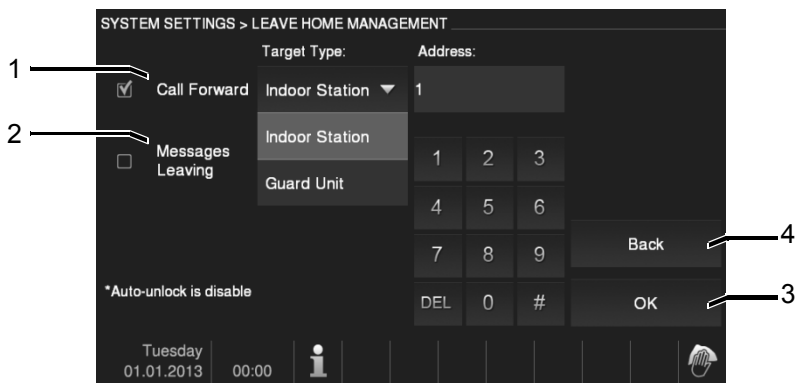 SYSTEM SETTINGS > LEAVE HOME MANAGEMENT
Target Type:
Address:
1
Call Forward
Indoor Station
1
2
Messages
Leaving
Indoor Station
Guard Unit
1 2 3
4 5 6
7 8 9
DEL 0 #
Back
4
OK
3
*Auto-unlock is disable
Tuesday
01.01.2013
00:00